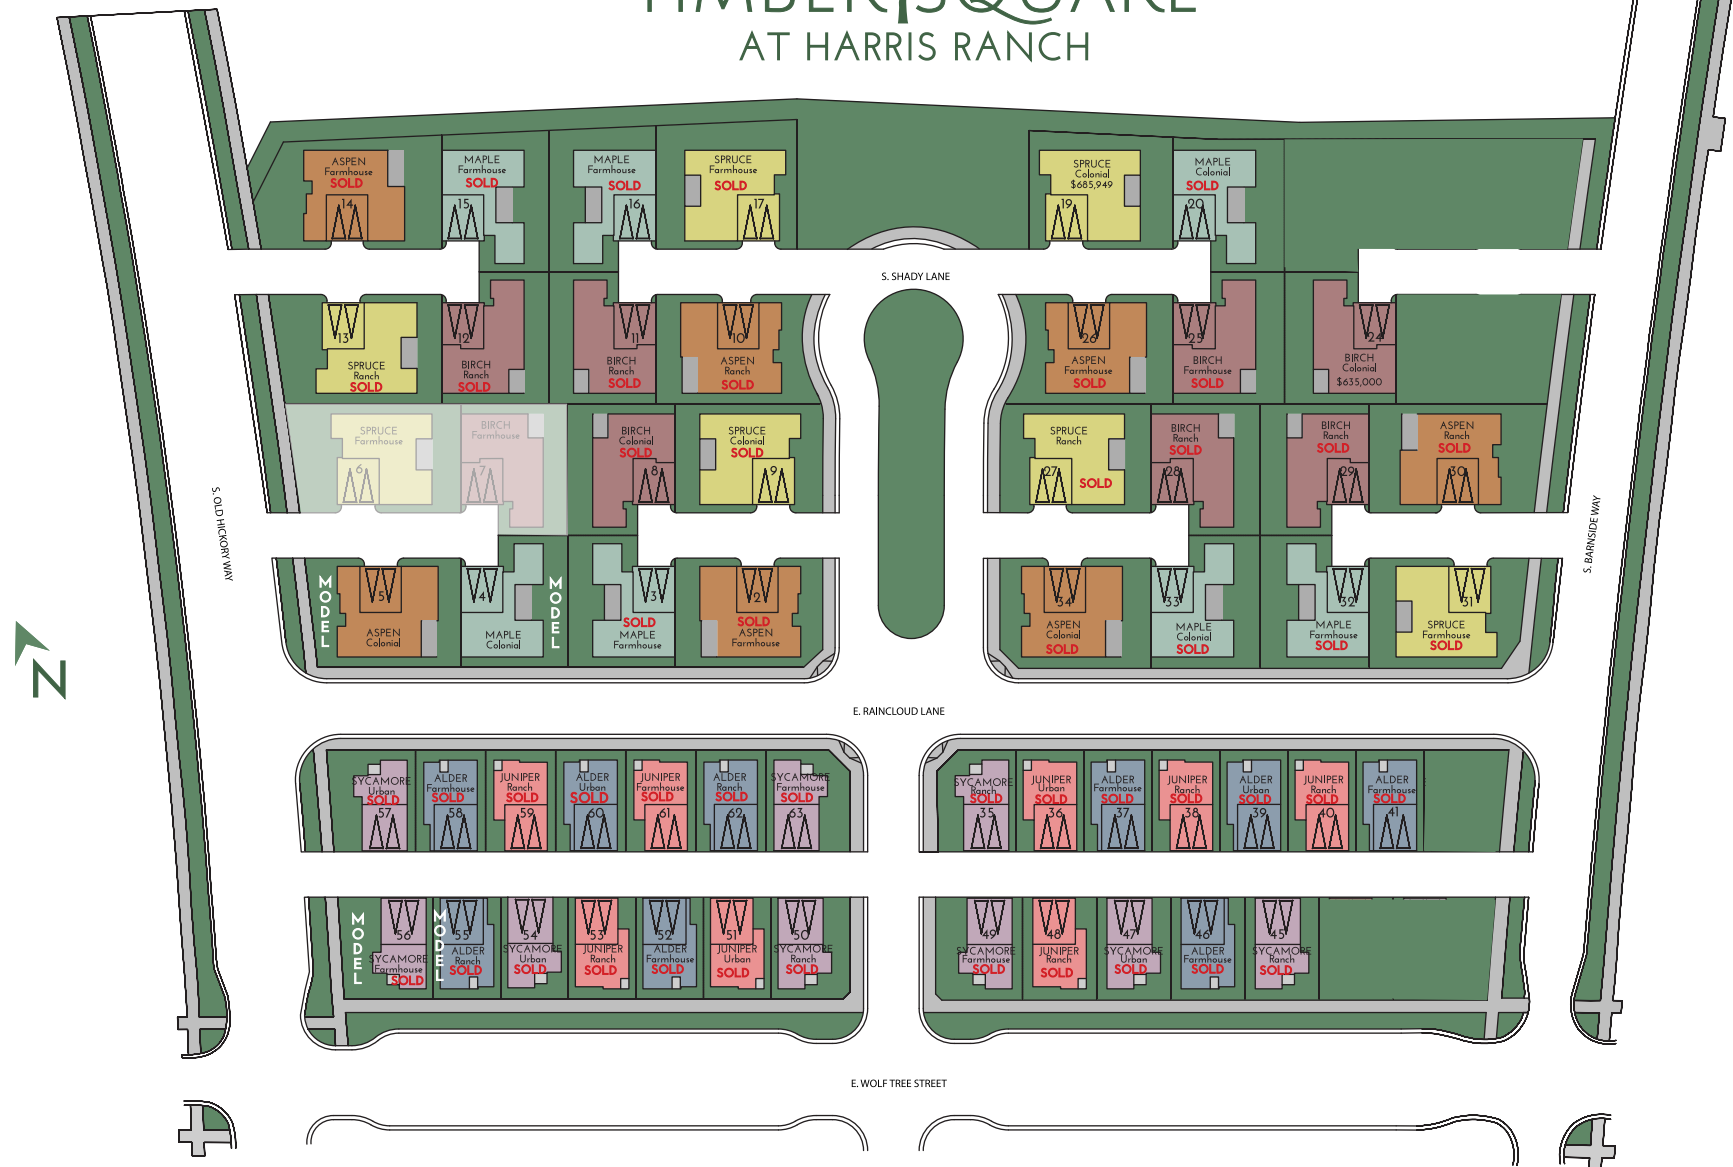 TIMBER SQUARE
AT HARRIS RANCH
ASPEN
Farmhouse
SOLD
14
MAPLE
Farmhouse
SOLD
15
MAPLE
Farmhouse
SOLD
16
SPRUCE
Farmhouse
SOLD
17
SPRUCE
Colonial
$685,949
19
MAPLE
Colonial
SOLD
20
S. SHADY LANE
13
SPRUCE
Ranch
SOLD
12
BIRCH
Ranch
SOLD
11
BIRCH
Ranch
SOLD
10
ASPEN
Ranch
SOLD
26
ASPEN
Farmhouse
SOLD
25
BIRCH
Farmhouse
SOLD
24
BIRCH
Colonial
$635,000
SPRUCE
Farmhouse
6
BIRCH
Farmhouse
7
BIRCH
Colonial
SOLD
8
SPRUCE
Colonial
SOLD
9
SPRUCE
Ranch
27
SOLD
BIRCH
Ranch
SOLD
28
BIRCH
Ranch
SOLD
29
ASPEN
Ranch
SOLD
30
S. OLD HICKORY WAY
S. BARNSIDE WAY
MODEL
5
ASPEN
Colonial
4
MAPLE
Colonial
MODEL
3
SOLD
MAPLE
Farmhouse
2
SOLD
ASPEN
Farmhouse
34
ASPEN
Colonial
SOLD
33
MAPLE
Colonial
SOLD
32
MAPLE
Farmhouse
SOLD
31
SPRUCE
Farmhouse
SOLD
N
E. RAINCLOUD LANE
SYCAMORE
Urban
SOLD
57
ALDER
Farmhouse
SOLD
58
JUNIPER
Ranch
SOLD
59
ALDER
Urban
SOLD
60
JUNIPER
Farmhouse
SOLD
61
ALDER
Ranch
SOLD
62
SYCAMORE
Farmhouse
SOLD
63
SYCAMORE
Ranch
SOLD
35
JUNIPER
Urban
SOLD
36
ALDER
Farmhouse
SOLD
37
JUNIPER
Ranch
SOLD
38
ALDER
Urban
SOLD
39
JUNIPER
Ranch
SOLD
40
ALDER
Farmhouse
SOLD
41
MODEL
56
SYCAMORE
Farmhouse
SOLD
MODEL
55
ALDER
Ranch
SOLD
54
SYCAMORE
Urban
SOLD
53
JUNIPER
Ranch
SOLD
52
ALDER
Farmhouse
SOLD
51
JUNIPER
Urban
SOLD
50
SYCAMORE
Ranch
SOLD
49
SYCAMORE
Farmhouse
SOLD
48
JUNIPER
Ranch
SOLD
47
SYCAMORE
Urban
SOLD
46
ALDER
Farmhouse
SOLD
45
SYCAMORE
Ranch
SOLD
E. WOLF TREE STREET